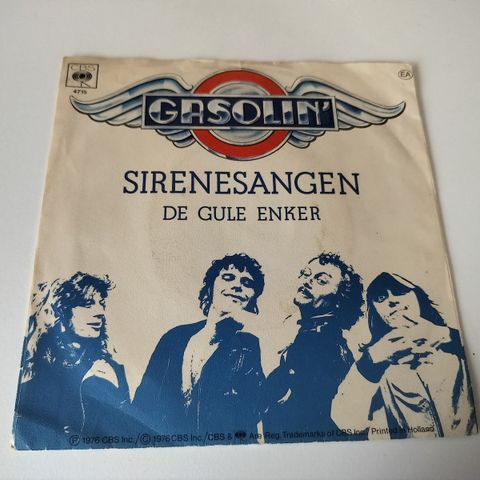 CBS
4715
EA
GASOLIN'
SIRENESANGEN
DE GULE ENKER
℗ 1976 CBS Inc./ © 1976 CBS Inc./CBS & Are Reg. Trademarks of CBS Inc./ Printed in Holland